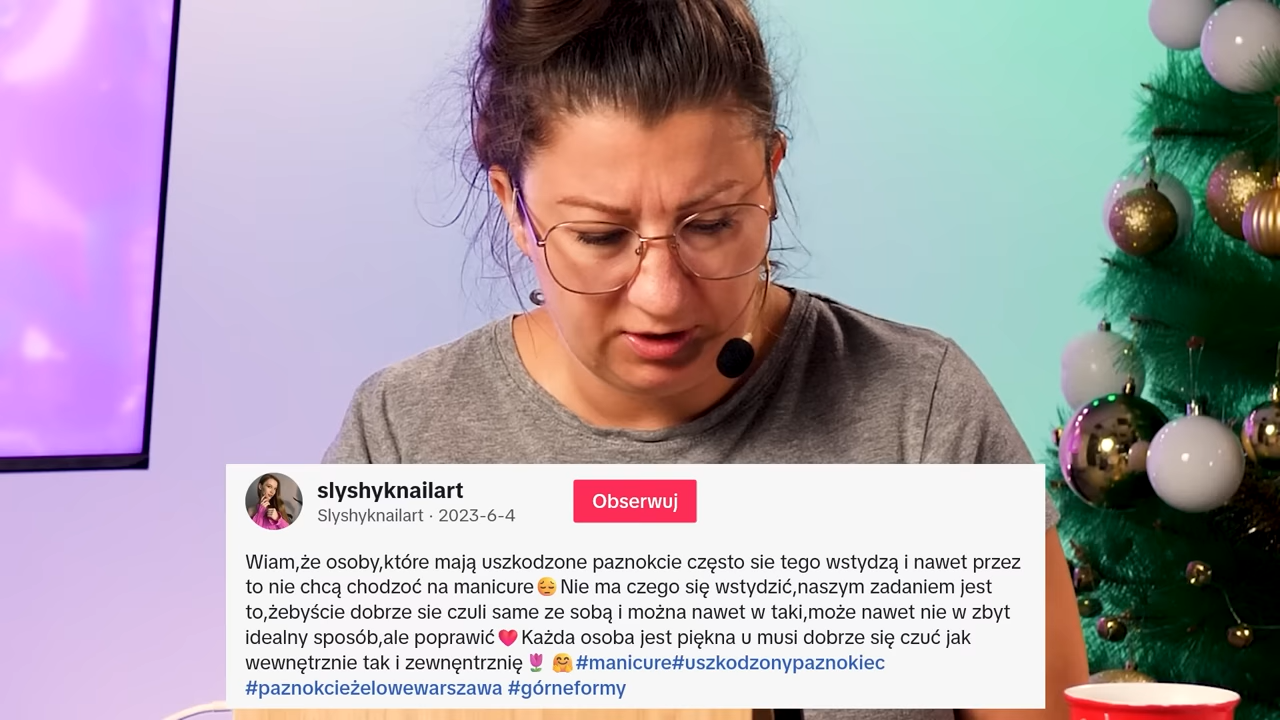 slyshyknailart
Slyshyknailart · 2023-6-4
Obserwuj
Wiam,że osoby,które mają uszkodzone paznokcie często sie tego wstydzą i nawet przez
to nie chcą chodzoć na manicure😔Nie ma czego się wstydzić,naszym zadaniem jest
to,żebyście dobrze sie czuli same ze sobą i można nawet w taki,może nawet nie w zbyt
idealny sposób,ale poprawić❤️Każda osoba jest piękna u musi dobrze się czuć jak
wewnętrznie tak i zewnęntrznię🌷 🤗#manicure#uszkodzonypaznokiec
#paznokcieżelowewarszawa #górneformy